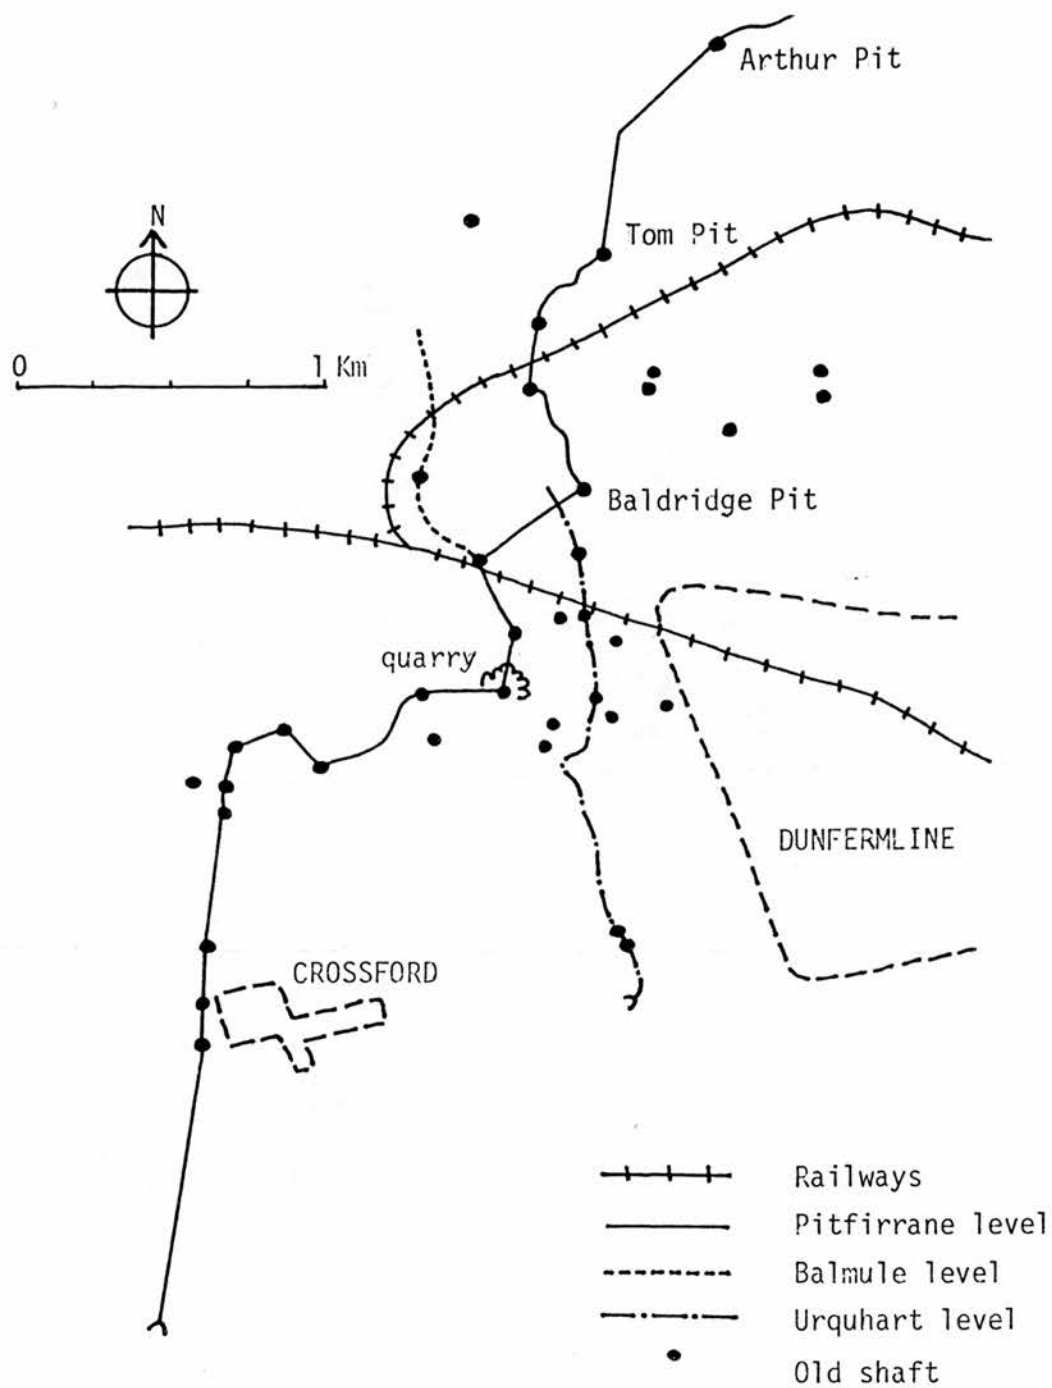 Arthur Pit
N
Tom Pit
0 1 Km
Baldridge Pit
quarry
DUNFERMLINE
CROSSFORD
Railways
Pitfirrane level
Balmule level
Urquhart level
Old shaft